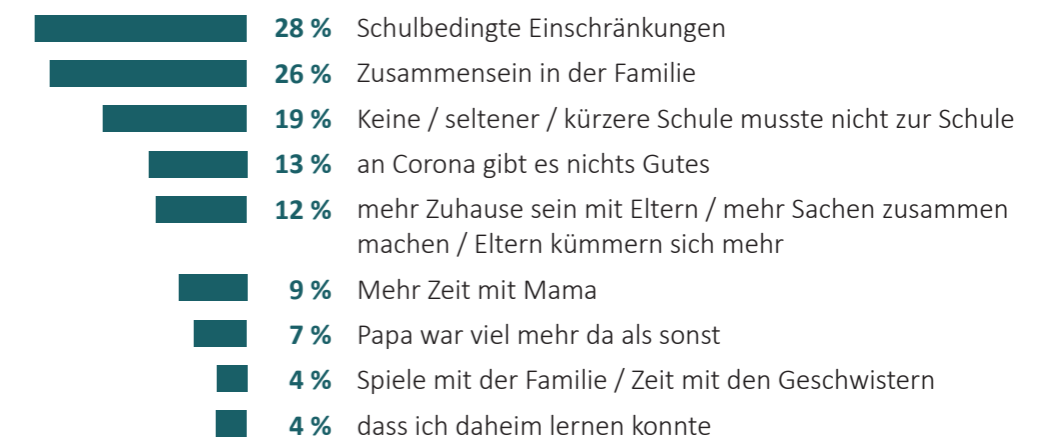 28 % Schulbedingte Einschränkungen
26 % Zusammensein in der Familie
19 % Keine / seltener / kürzere Schule musste nicht zur Schule
13 % an Corona gibt es nichts Gutes
12 % mehr Zuhause sein mit Eltern / mehr Sachen zusammen
machen / Eltern kümmern sich mehr
9 % Mehr Zeit mit Mama
7 % Papa war viel mehr da als sonst
4 % Spiele mit der Familie / Zeit mit den Geschwistern
4 % dass ich daheim lernen konnte